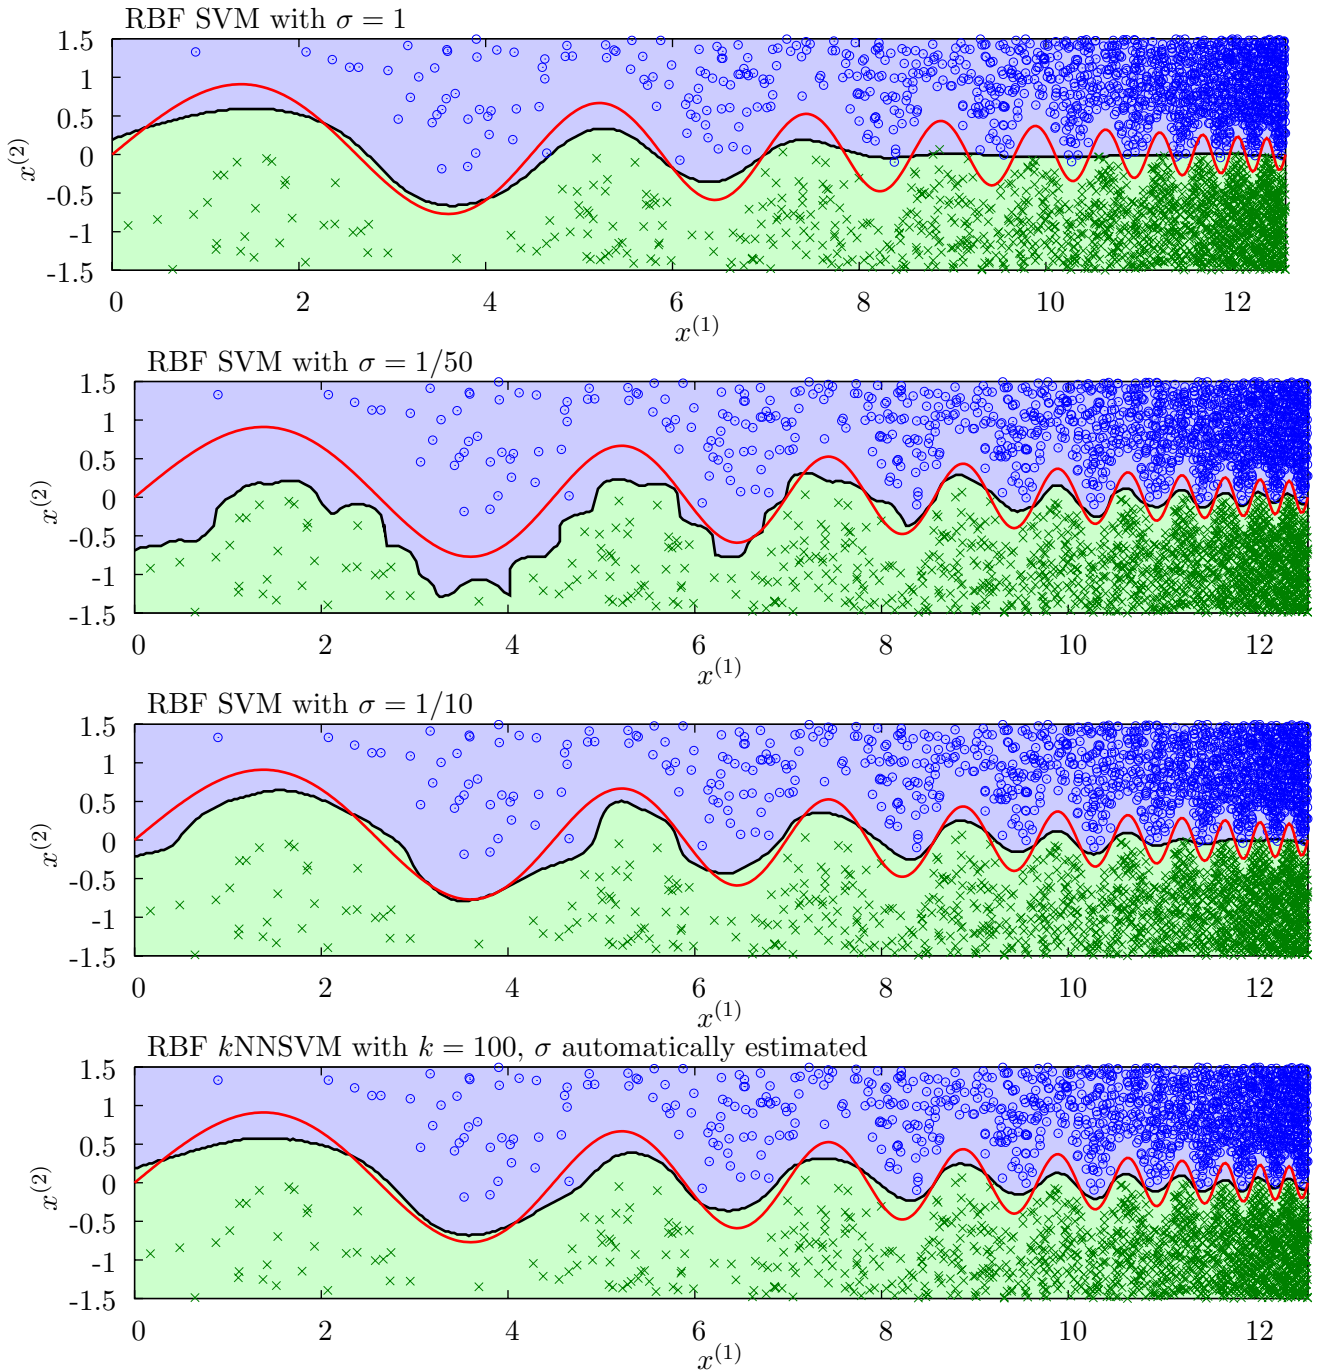 RBF SVM with σ = 1
1.5
1
0.5
0
-0.5
-1
-1.5
x^(2)
0 2 4 6 8 10 12
x^(1)
RBF SVM with σ = 1/50
1.5
1
0.5
0
-0.5
-1
-1.5
x^(2)
0 2 4 6 8 10 12
x^(1)
RBF SVM with σ = 1/10
1.5
1
0.5
0
-0.5
-1
-1.5
x^(2)
0 2 4 6 8 10 12
x^(1)
RBF kNNSVM with k = 100, σ automatically estimated
1.5
1
0.5
0
-0.5
-1
-1.5
x^(2)
0 2 4 6 8 10 12
x^(1)